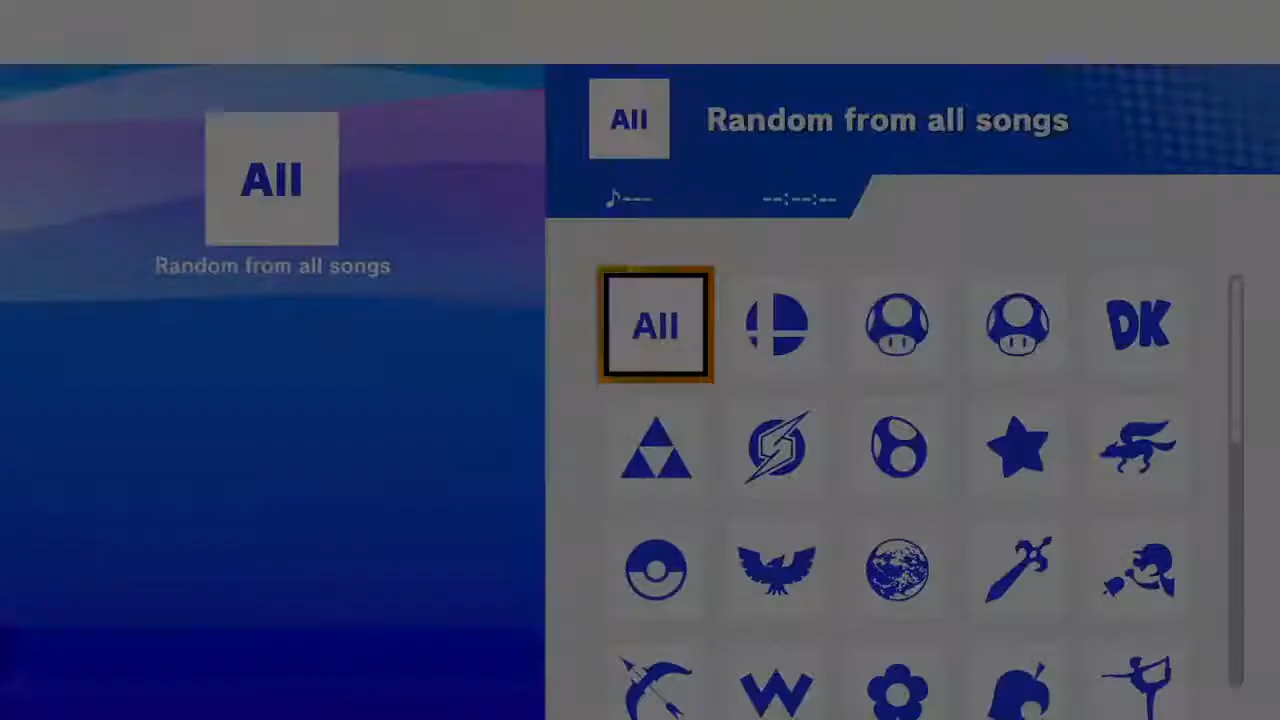 All
Random from all songs
All
Random from all songs
♪--- --:--:--
All
DK
W